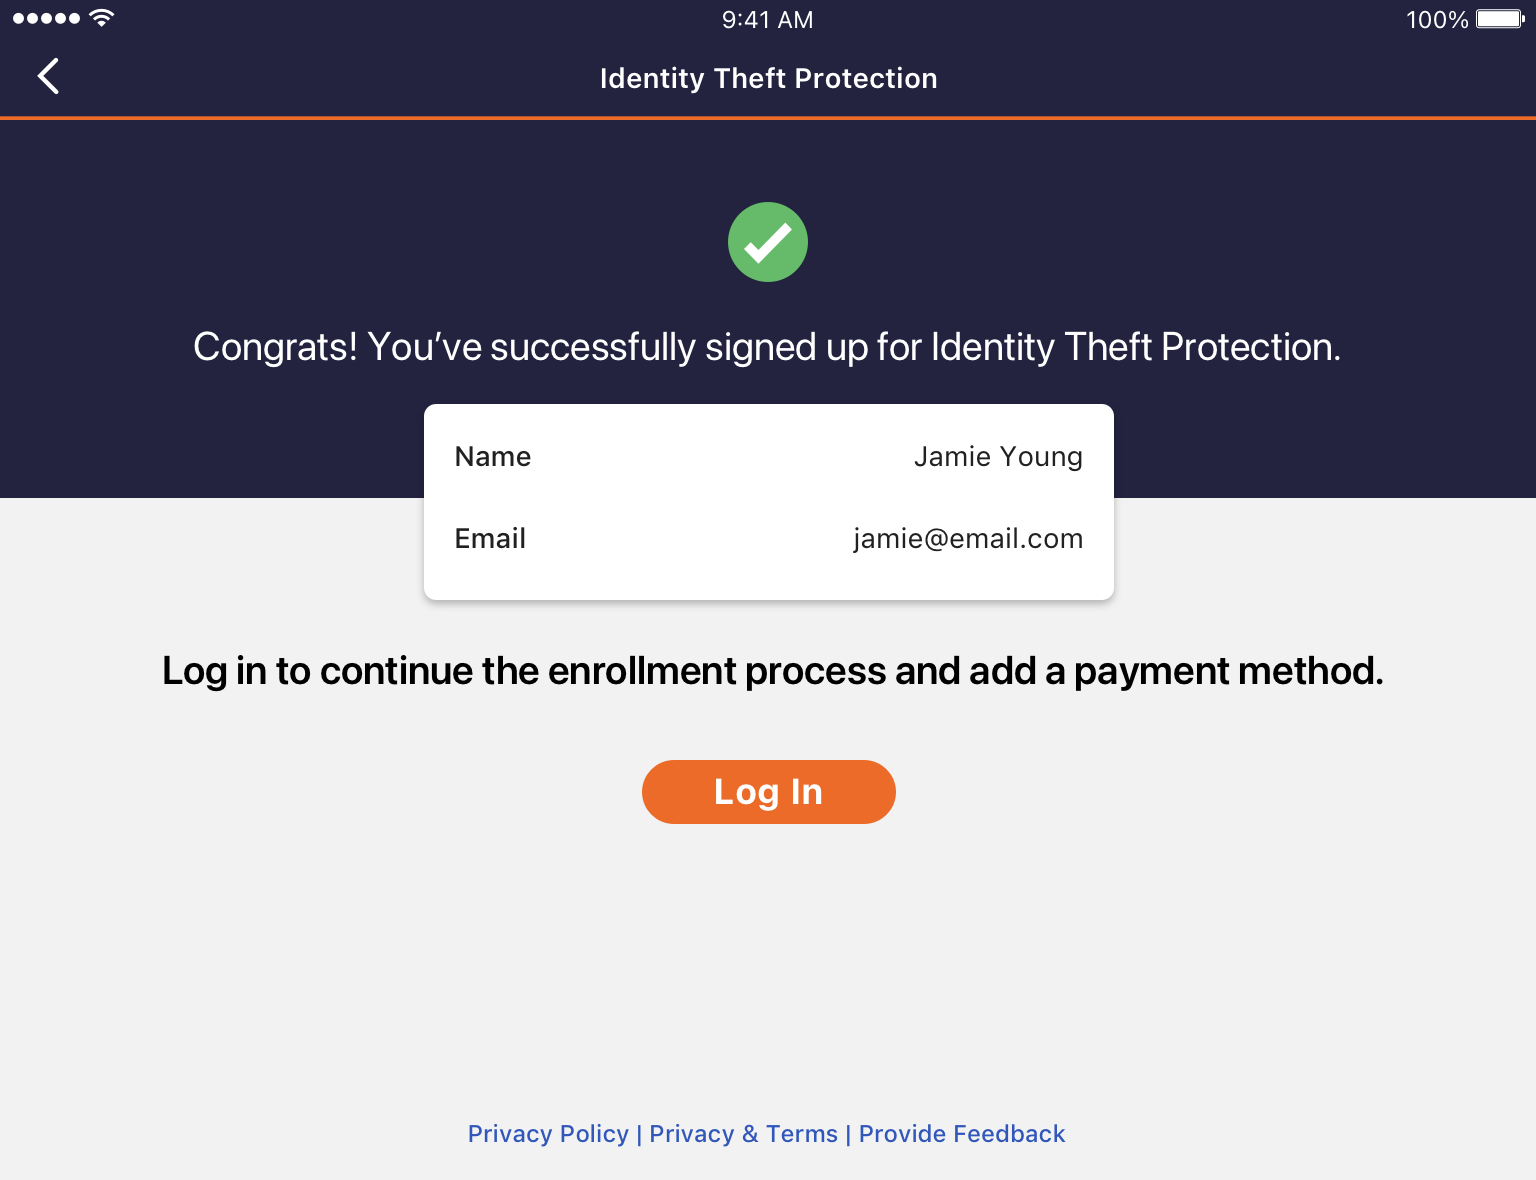 9:41 AM
100%
Identity Theft Protection
Congrats! You’ve successfully signed up for Identity Theft Protection.
Name Jamie Young
Email jamie@email.com
Log in to continue the enrollment process and add a payment method.
Log In
Privacy Policy | Privacy & Terms | Provide Feedback